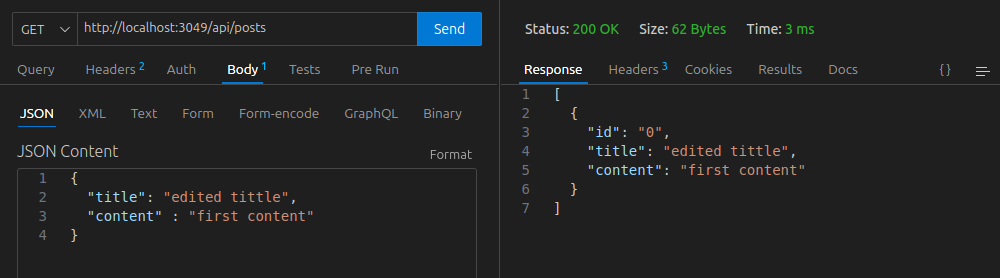 GET http://localhost:3049/api/posts Send
Query Headers 2 Auth Body 1 Tests Pre Run
JSON XML Text Form Form-encode GraphQL Binary
JSON Content Format
1 {
2 "title": "edited tittle",
3 "content" : "first content"
4 }
Status: 200 OK Size: 62 Bytes Time: 3 ms
Response Headers 3 Cookies Results Docs {}
1 [
2 {
3 "id": "0",
4 "title": "edited tittle",
5 "content": "first content"
6 }
7 ]